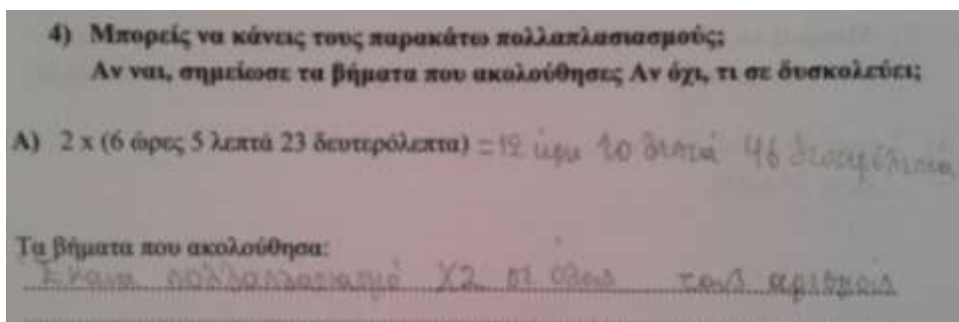 4) Μπορείς να κάνεις τους παρακάτω πολλαπλασιασμούς;
Αν ναι, σημείωσε τα βήματα που ακολούθησες Αν όχι, τι σε δυσκολεύει;
Α) 2 x (6 ώρες 5 λεπτά 23 δευτερόλεπτα) = 12 ώρες 10 λεπτά 46 δευτερόλεπτα
Τα βήματα που ακολούθησα:
Έκανα πολλαπλασιασμό Χ2 σε όλους τους αριθμούς